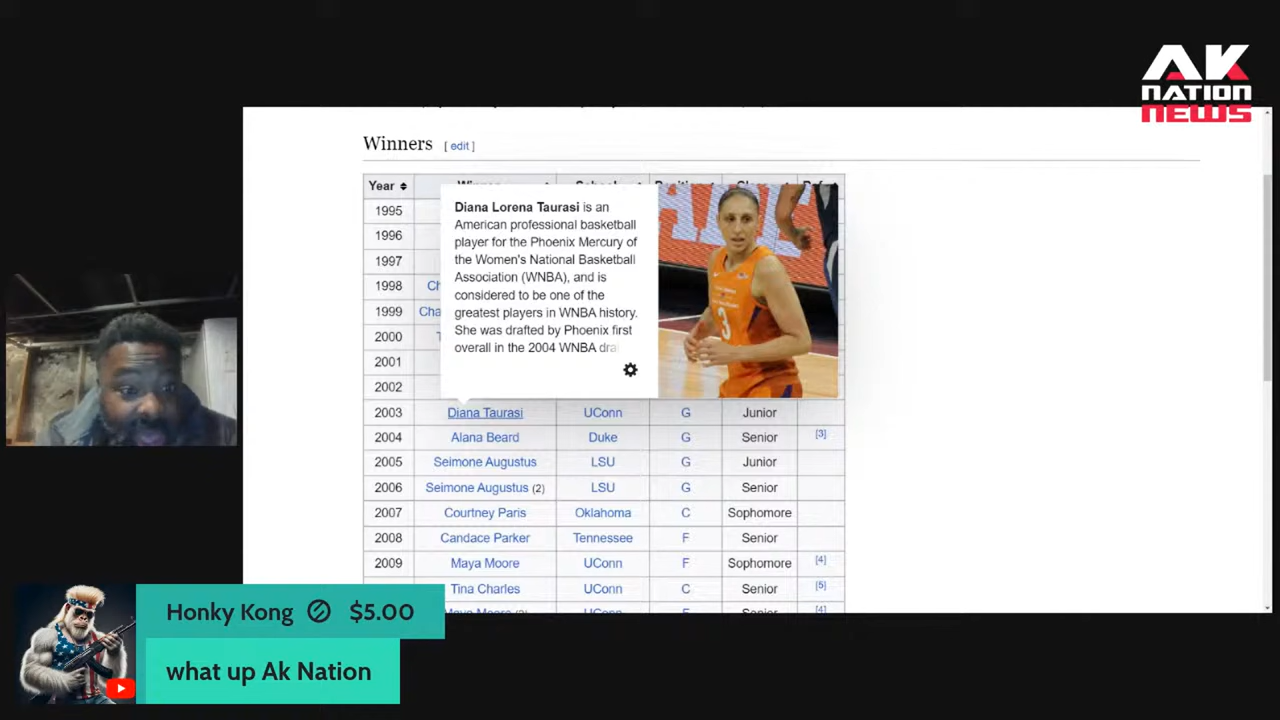 AK
NATION
NEWS
Winners [ edit ]
Year
1995
1996
1997
1998
1999
2000
2001
2002
Diana Lorena Taurasi is an
American professional basketball
player for the Phoenix Mercury of
the Women's National Basketball
Association (WNBA), and is
considered to be one of the
greatest players in WNBA history.
She was drafted by Phoenix first
overall in the 2004 WNBA
3
2003 Diana Taurasi UConn G Junior
2004 Alana Beard Duke G Senior [3]
2005 Seimone Augustus LSU G Junior
2006 Seimone Augustus (2) LSU G Senior
2007 Courtney Paris Oklahoma C Sophomore
2008 Candace Parker Tennessee F Senior
2009 Maya Moore UConn F Sophomore [4]
Tina Charles UConn C Senior [5]
Honky Kong $5.00
what up Ak Nation